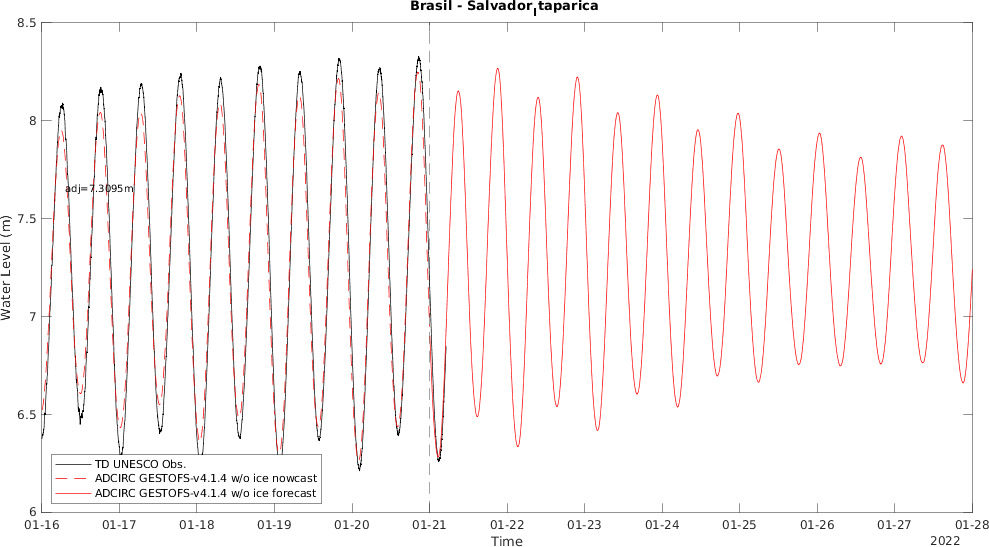 Brasil - Salvador,taparica
8.5
8
7.5
7
6.5
6
Water Level (m)
adj=7.3095m
TD UNESCO Obs.
ADCIRC GESTOFS-v4.1.4 w/o ice nowcast
ADCIRC GESTOFS-v4.1.4 w/o ice forecast
01-16 01-17 01-18 01-19 01-20 01-21 01-22 01-23 01-24 01-25 01-26 01-27 01-28
Time
2022